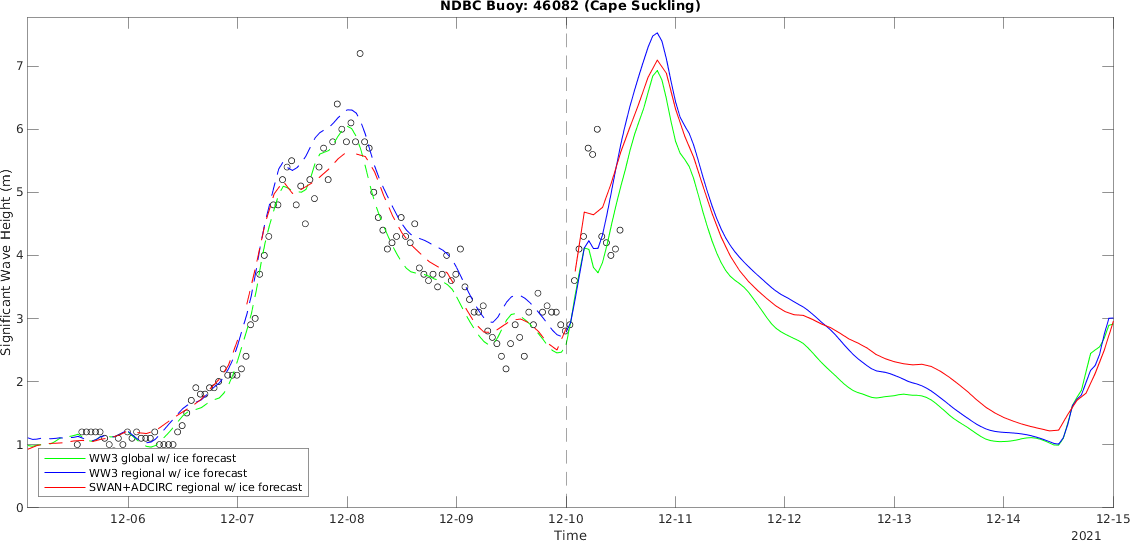 NDBC Buoy: 46082 (Cape Suckling)
Significant Wave Height (m)
7
6
5
4
3
2
1
0
WW3 global w/ ice forecast
WW3 regional w/ ice forecast
SWAN+ADCIRC regional w/ ice forecast
12-06 12-07 12-08 12-09 12-10 12-11 12-12 12-13 12-14 12-15
Time
2021